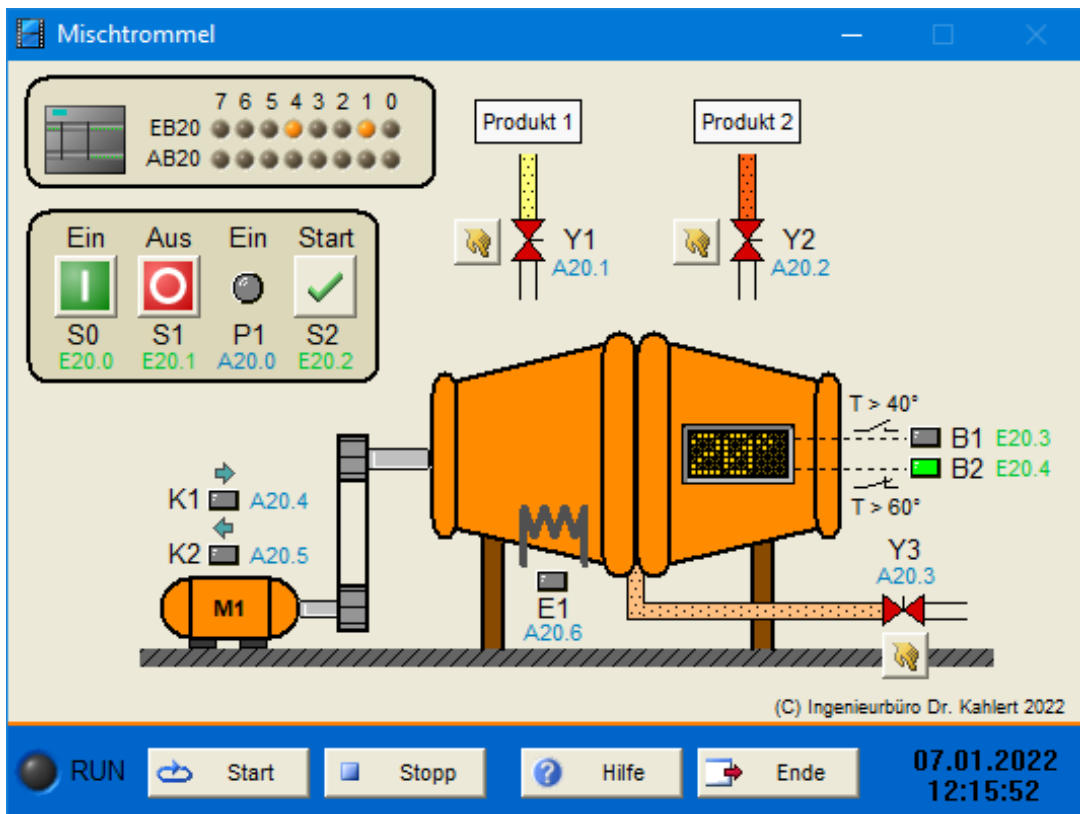 Mischtrommel
7 6 5 4 3 2 1 0
EB20
AB20
Produkt 1
Produkt 2
Ein Aus Ein Start
S0 S1 P1 S2
E20.0 E20.1 A20.0 E20.2
Y1
A20.1
Y2
A20.2
T > 40°
B1 E20.3
B2 E20.4
T > 60°
K1 A20.4
K2 A20.5
M1
E1
A20.6
Y3
A20.3
(C) Ingenieurbüro Dr. Kahlert 2022
RUN Start Stopp Hilfe Ende
07.01.2022
12:15:52